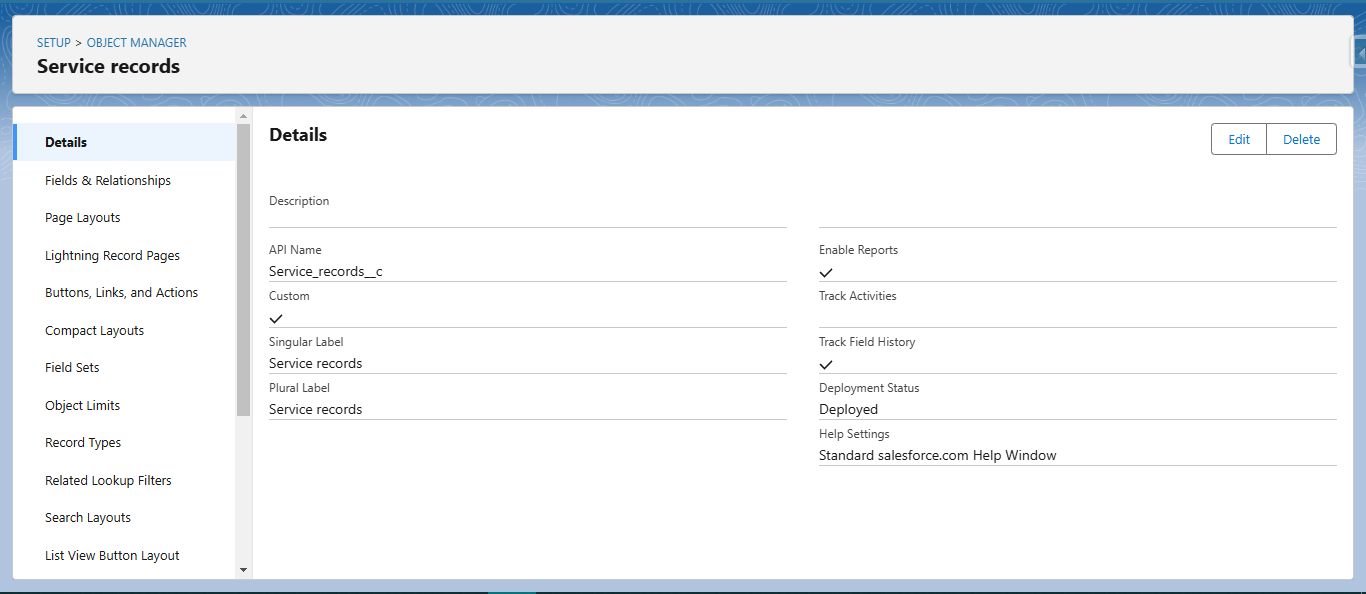 SETUP > OBJECT MANAGER
Service records
Details
Fields & Relationships
Page Layouts
Lightning Record Pages
Buttons, Links, and Actions
Compact Layouts
Field Sets
Object Limits
Record Types
Related Lookup Filters
Search Layouts
List View Button Layout
Details
Edit
Delete
Description
API Name
Service_records__c
Custom
Singular Label
Service records
Plural Label
Service records
Enable Reports
Track Activities
Track Field History
Deployment Status
Deployed
Help Settings
Standard salesforce.com Help Window